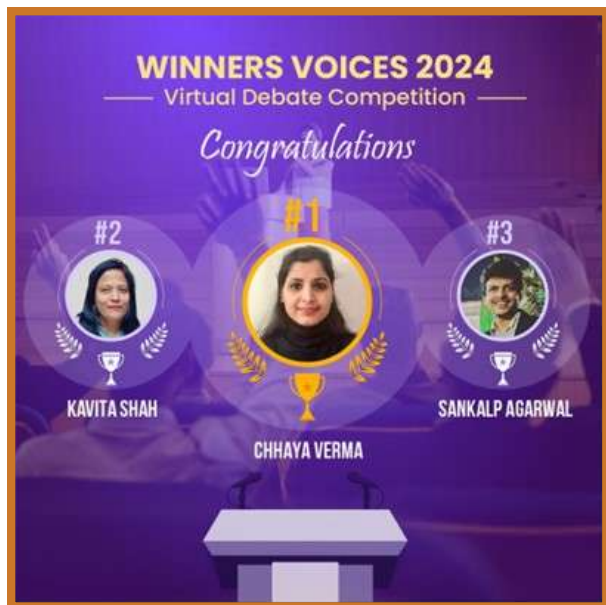 WINNERS VOICES 2024
Virtual Debate Competition
Congratulations
#1
#2
#3
KAVITA SHAH
CHHAYA VERMA
SANKALP AGARWAL